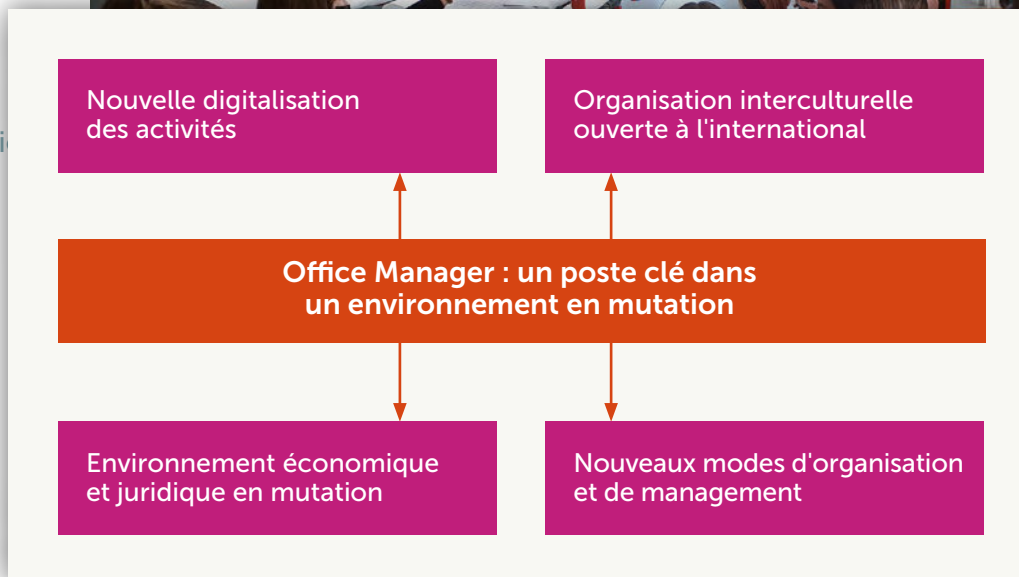 Nouvelle digitalisation
des activités
Organisation interculturelle
ouverte à l'international
Office Manager : un poste clé dans
un environnement en mutation
Environnement économique
et juridique en mutation
Nouveaux modes d'organisation
et de management